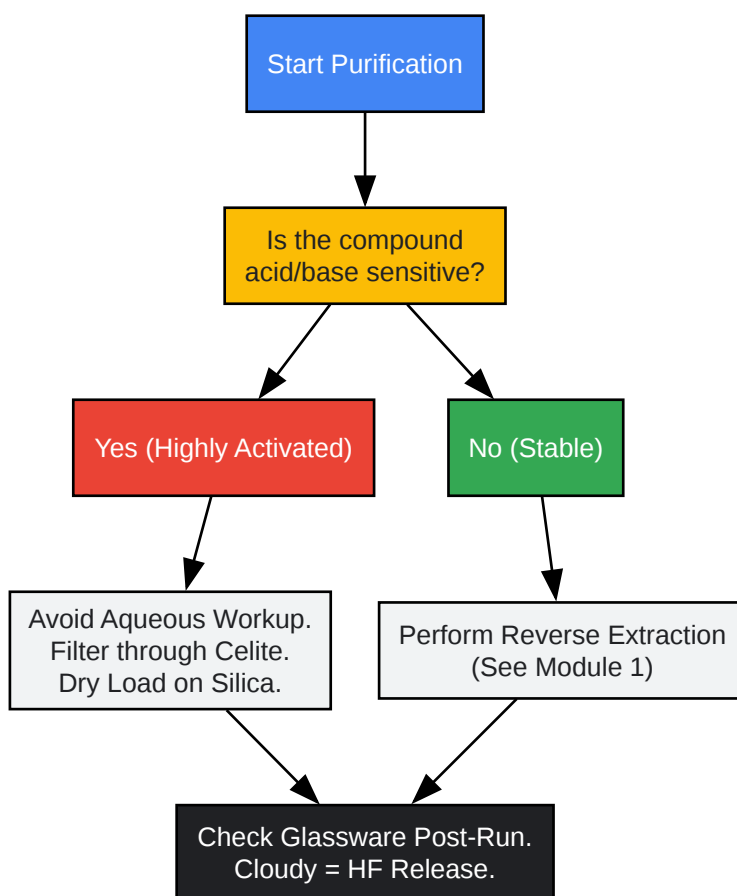 Start Purification
Is the compound
acid/base sensitive?
Yes (Highly Activated)
No (Stable)
Avoid Aqueous Workup.
Filter through Celite.
Dry Load on Silica.
Perform Reverse Extraction
(See Module 1)
Check Glassware Post-Run.
Cloudy = HF Release.